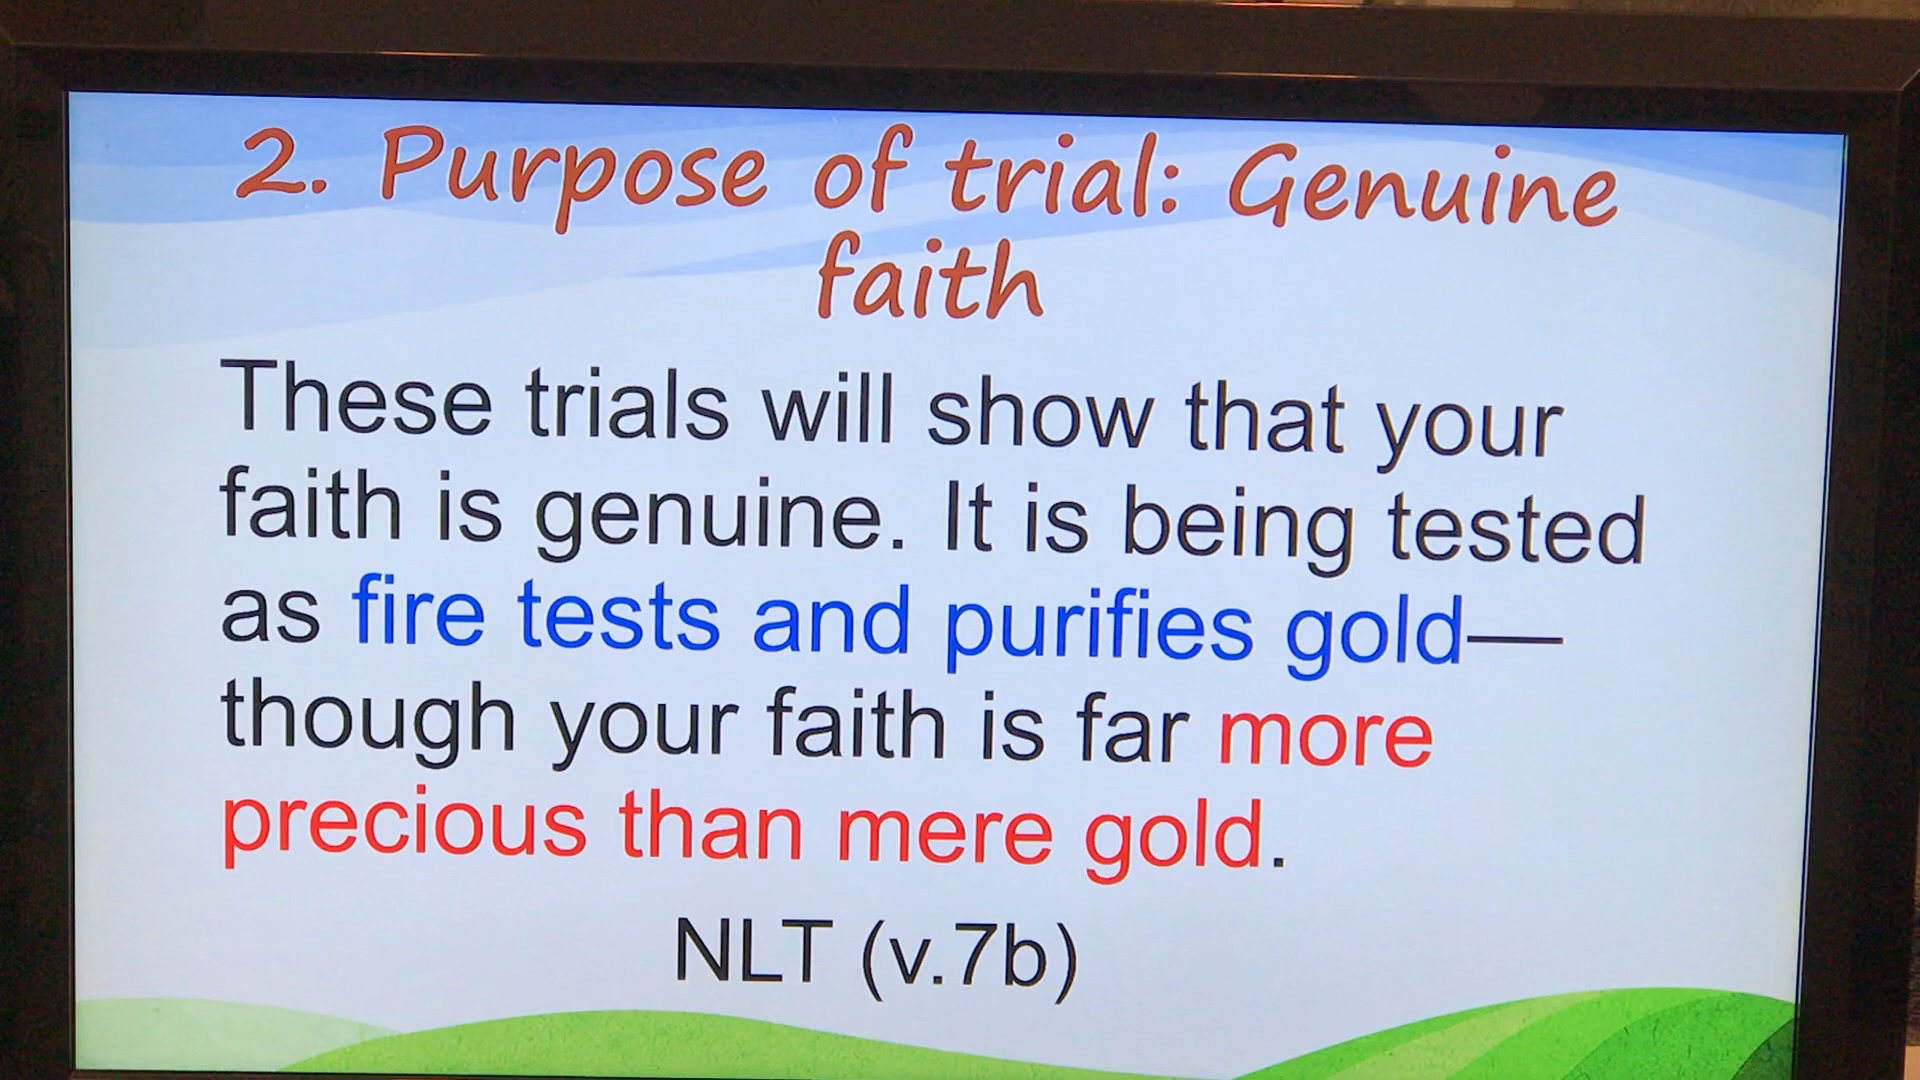 2. Purpose of trial: Genuine
faith
These trials will show that your
faith is genuine. It is being tested
as fire tests and purifies gold—
though your faith is far more
precious than mere gold.
NLT (v.7b)